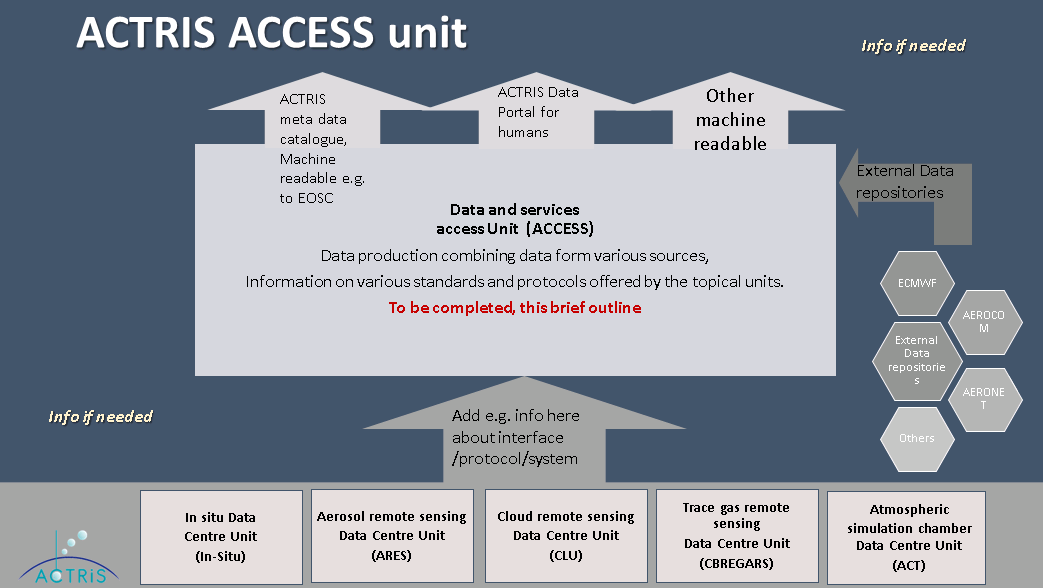 ACTRIS ACCESS unit
Info if needed
ACTRIS
meta data
catalogue,
Machine
readable e.g.
to EOSC
ACTRIS Data
Portal for
humans
Other
machine
readable
External Data
repositories
Data and services
access Unit (ACCESS)
Data production combining data form various sources,
Information on various standards and protocols offered by the topical units.
To be completed, this brief outline
ECMWF
AEROCO
M
External
Data
repositorie
s
AERONE
T
Others
Info if needed
Add e.g. info here
about interface
/protocol/system
In situ Data
Centre Unit
(In-Situ)
Aerosol remote sensing
Data Centre Unit
(ARES)
Cloud remote sensing
Data Centre Unit
(CLU)
Trace gas remote
sensing
Data Centre Unit
(CBREGARS)
Atmospheric
simulation chamber
Data Centre Unit
(ACT)
ACTRiS